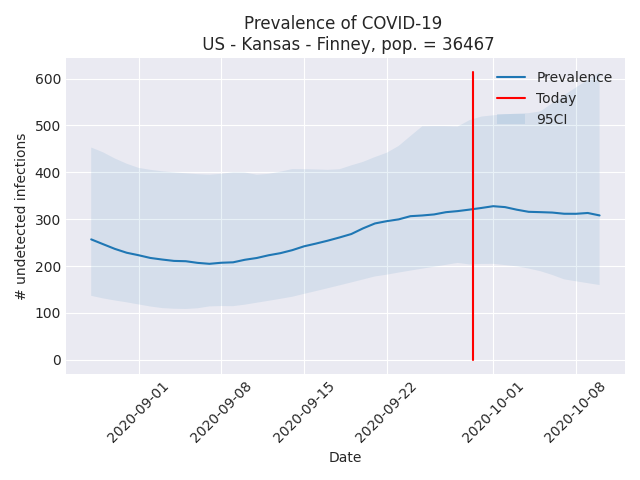 Prevalence of COVID-19
US - Kansas - Finney, pop. = 36467
# undetected infections
600
500
400
300
200
100
0
Prevalence
Today
95CI
2020-09-01
2020-09-08
2020-09-15
2020-09-22
2020-10-01
2020-10-08
Date